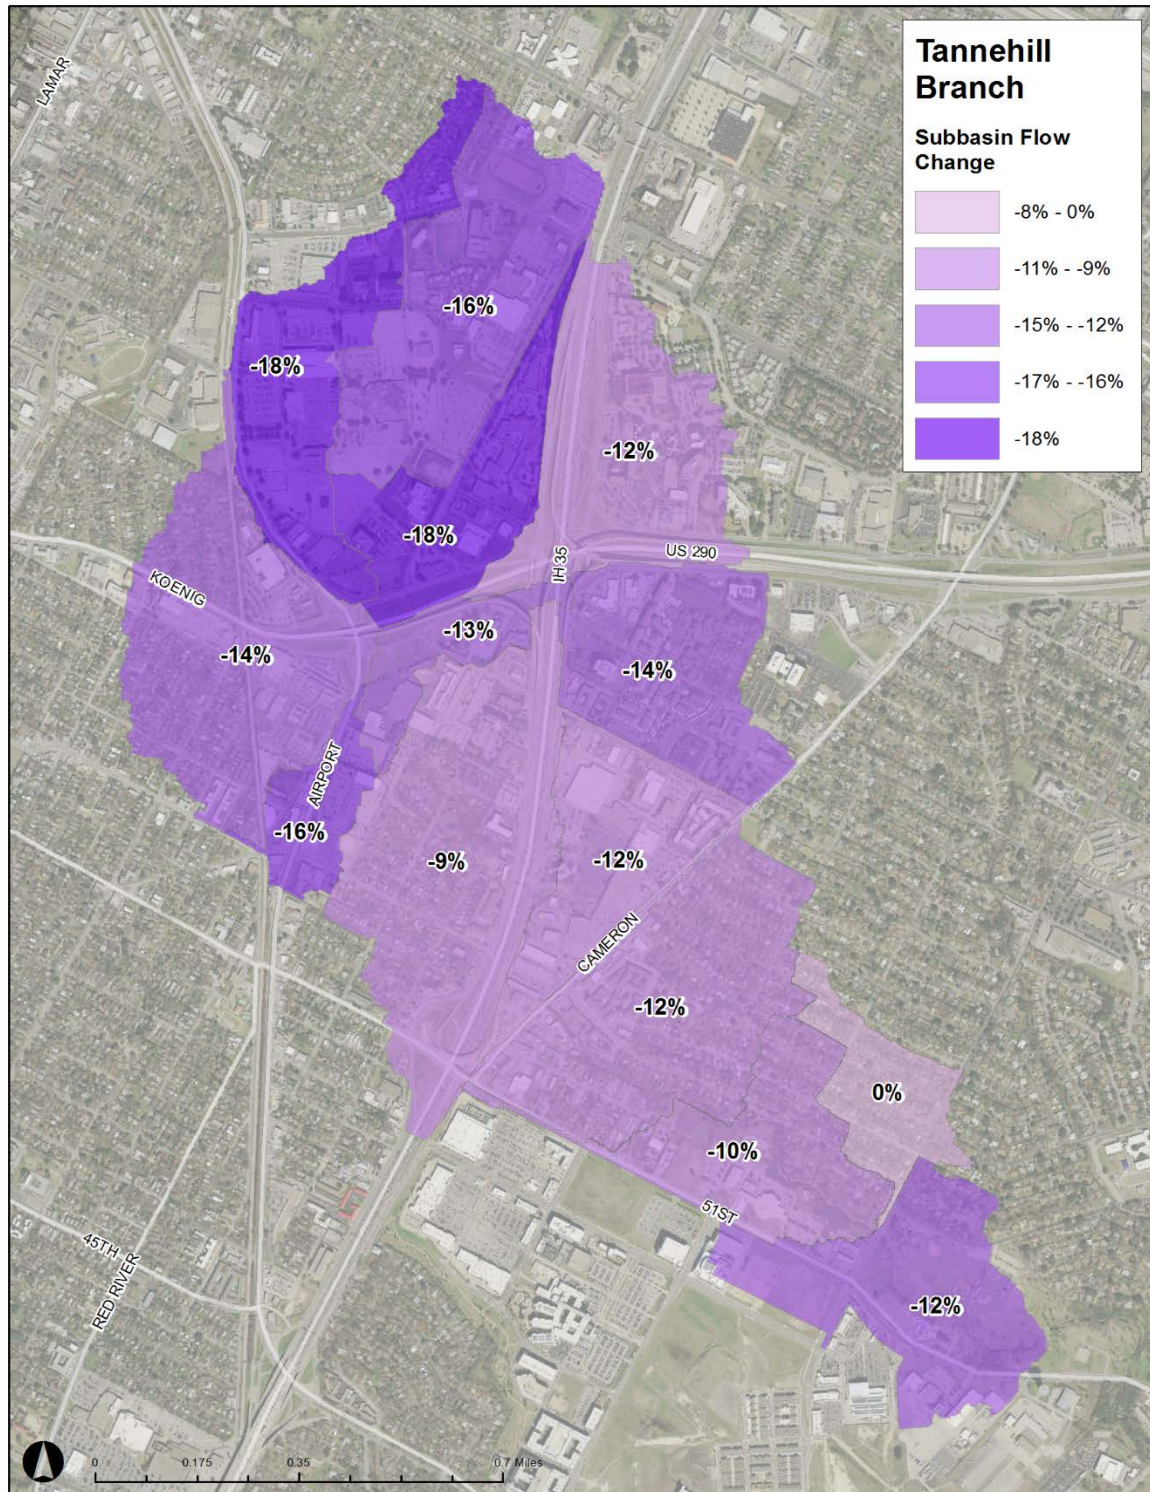 Tannehill
Branch
Subbasin Flow
Change
-8% - 0%
-11% - -9%
-15% - -12%
-17% - -16%
-18%
LAMAR
-16%
-18%
-12%
-18%
US 290
IH 35
KOENIG
-13%
-14%
-14%
AIRPORT
-16%
-9%
-12%
CAMERON
-12%
0%
-10%
51ST
45TH
RED RIVER
-12%
0 0.175 0.35 0.7 Miles